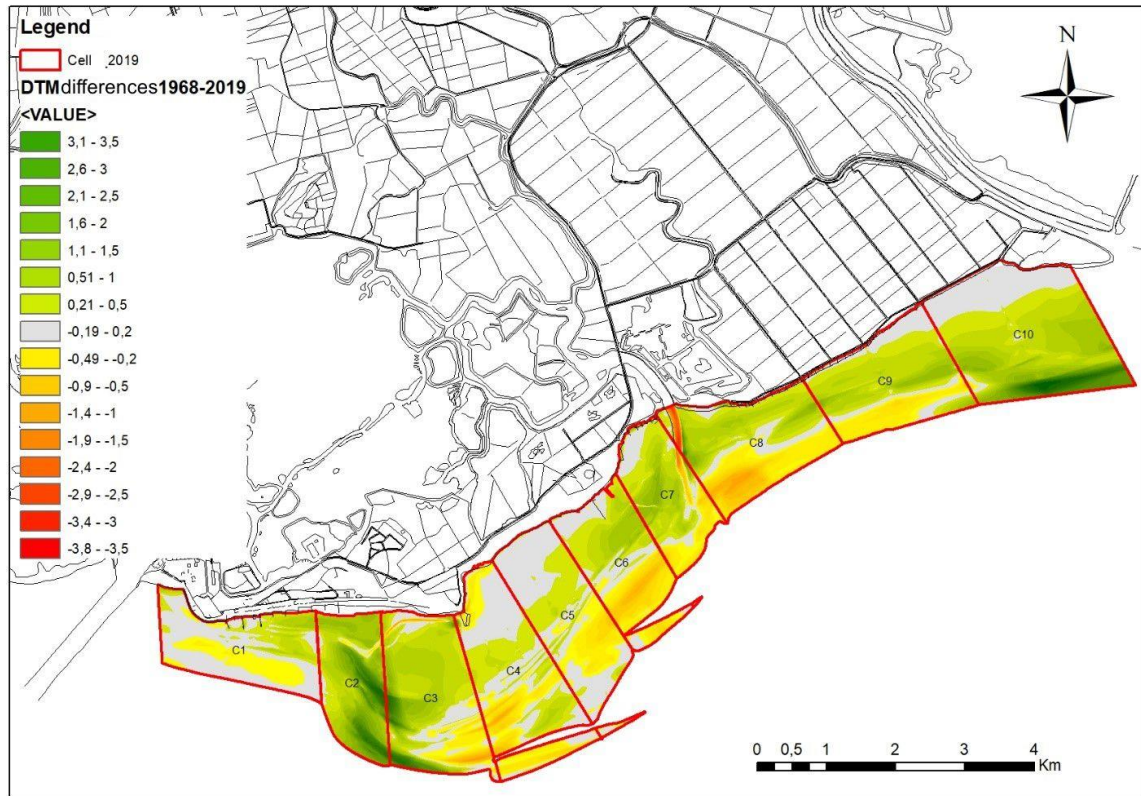 Legend
Cell _2019
DTMdifferences1968-2019
<VALUE>
3,1 - 3,5
2,6 - 3
2,1 - 2,5
1,6 - 2
1,1 - 1,5
0,51 - 1
0,21 - 0,5
-0,19 - 0,2
-0,49 - -0,2
-0,9 - -0,5
-1,4 - -1
-1,9 - -1,5
-2,4 - -2
-2,9 - -2,5
-3,4 - -3
-3,8 - -3,5
N
C10
C9
C8
C7
C6
C5
C4
C3
C2
C1
0 0,5 1 2 3 4
Km